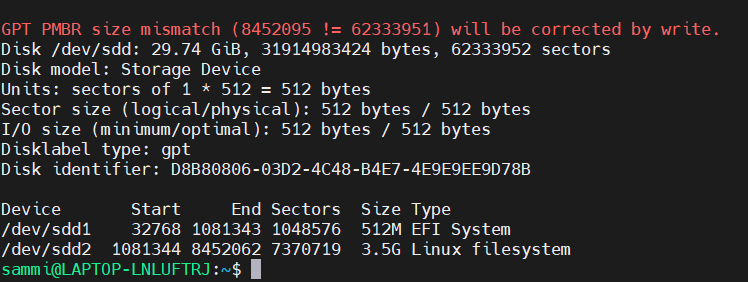 GPT PMBR size mismatch (8452095 != 62333951) will be corrected by write.
Disk /dev/sdd: 29.74 GiB, 31914983424 bytes, 62333952 sectors
Disk model: Storage Device
Units: sectors of 1 * 512 = 512 bytes
Sector size (logical/physical): 512 bytes / 512 bytes
I/O size (minimum/optimal): 512 bytes / 512 bytes
Disklabel type: gpt
Disk identifier: D8B80806-03D2-4C48-B4E7-4E9E9EE9D78B
Device       Start     End Sectors  Size Type
/dev/sdd1    32768 1081343 1048576  512M EFI System
/dev/sdd2  1081344 8452062 7370719  3.5G Linux filesystem
sammi@LAPTOP-LNLUFTRJ:~$